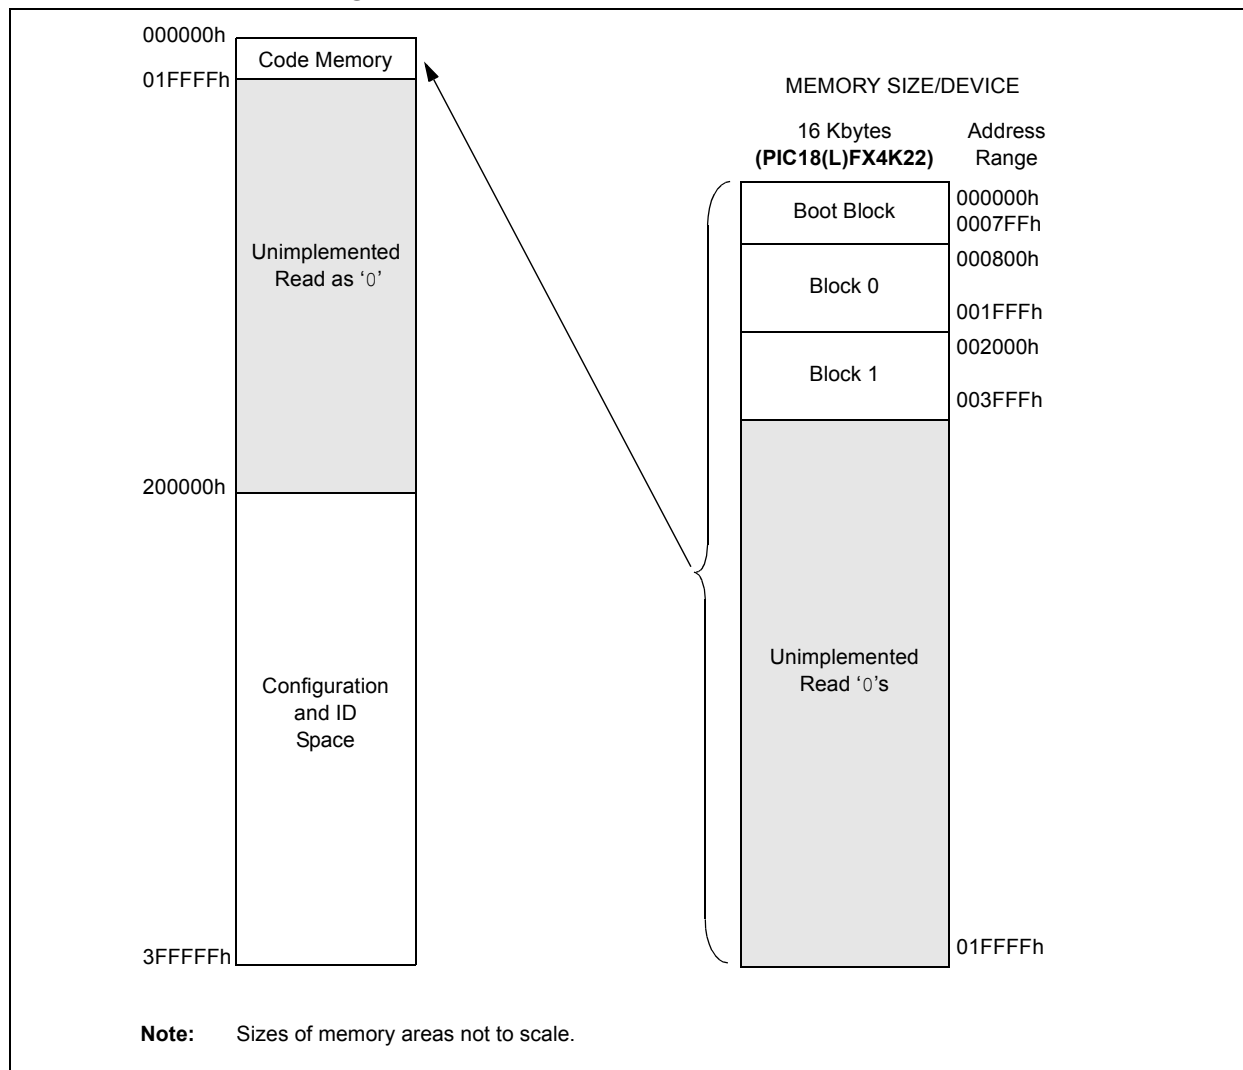 000000h
Code Memory
01FFFFh
Unimplemented
Read as ‘0’
200000h
Configuration
and ID
Space
3FFFFFh
MEMORY SIZE/DEVICE
16 Kbytes
(PIC18(L)FX4K22)
Address
Range
Boot Block
000000h
0007FFh
Block 0
000800h
001FFFh
Block 1
002000h
003FFFh
Unimplemented
Read ‘0’s
01FFFFh
Note: Sizes of memory areas not to scale.